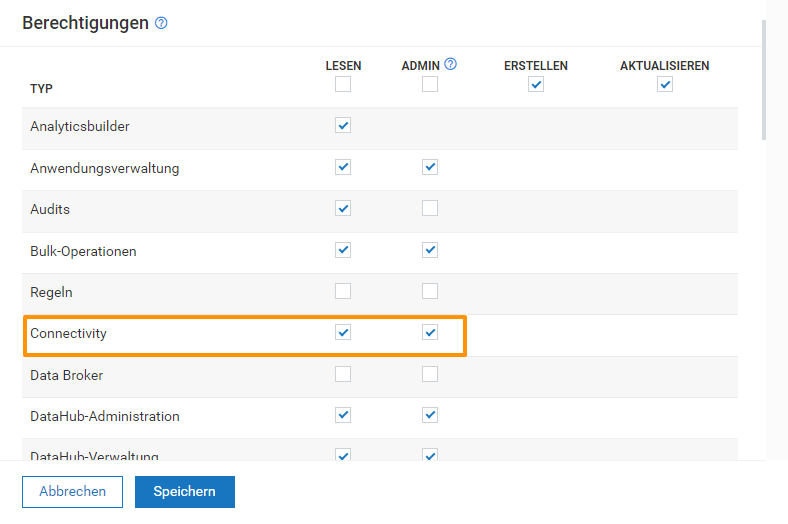 Berechtigungen ?
LESEN ADMIN ? ERSTELLEN AKTUALISIEREN
TYP
Analyticsbuilder
Anwendungsverwaltung
Audits
Bulk-Operationen
Regeln
Connectivity
Data Broker
DataHub-Administration
DataHub-Verwaltung
Abbrechen Speichern